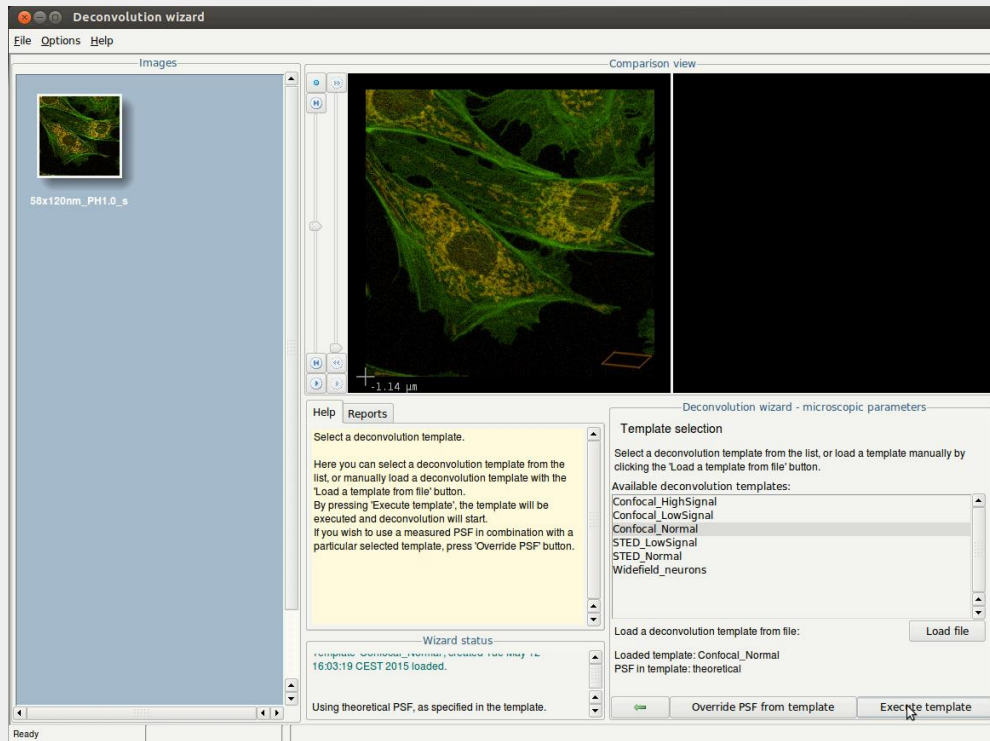 Deconvolution wizard
File Options Help
Images
58x120nm_PH1.0_s
Comparison view
-1.14 μm
Help Reports
Select a deconvolution template.
Here you can select a deconvolution template from the
list, or manually load a deconvolution template with the
'Load a template from file' button.
By pressing 'Execute template', the template will be
executed and deconvolution will start.
If you wish to use a measured PSF in combination with a
particular selected template, press 'Override PSF' button.
Wizard status
Template 'Confocal_Normal', created Tue May 12
16:03:19 CEST 2015 loaded.
Using theoretical PSF, as specified in the template.
Deconvolution wizard - microscopic parameters
Template selection
Select a deconvolution template from the list, or load a template manually by
clicking the 'Load a template from file' button.
Available deconvolution templates:
Confocal_HighSignal
Confocal_LowSignal
Confocal_Normal
STED_LowSignal
STED_Normal
Widefield_neurons
Load a deconvolution template from file:
Load file
Loaded template: Confocal_Normal
PSF in template: theoretical
Override PSF from template
Execute template
Ready